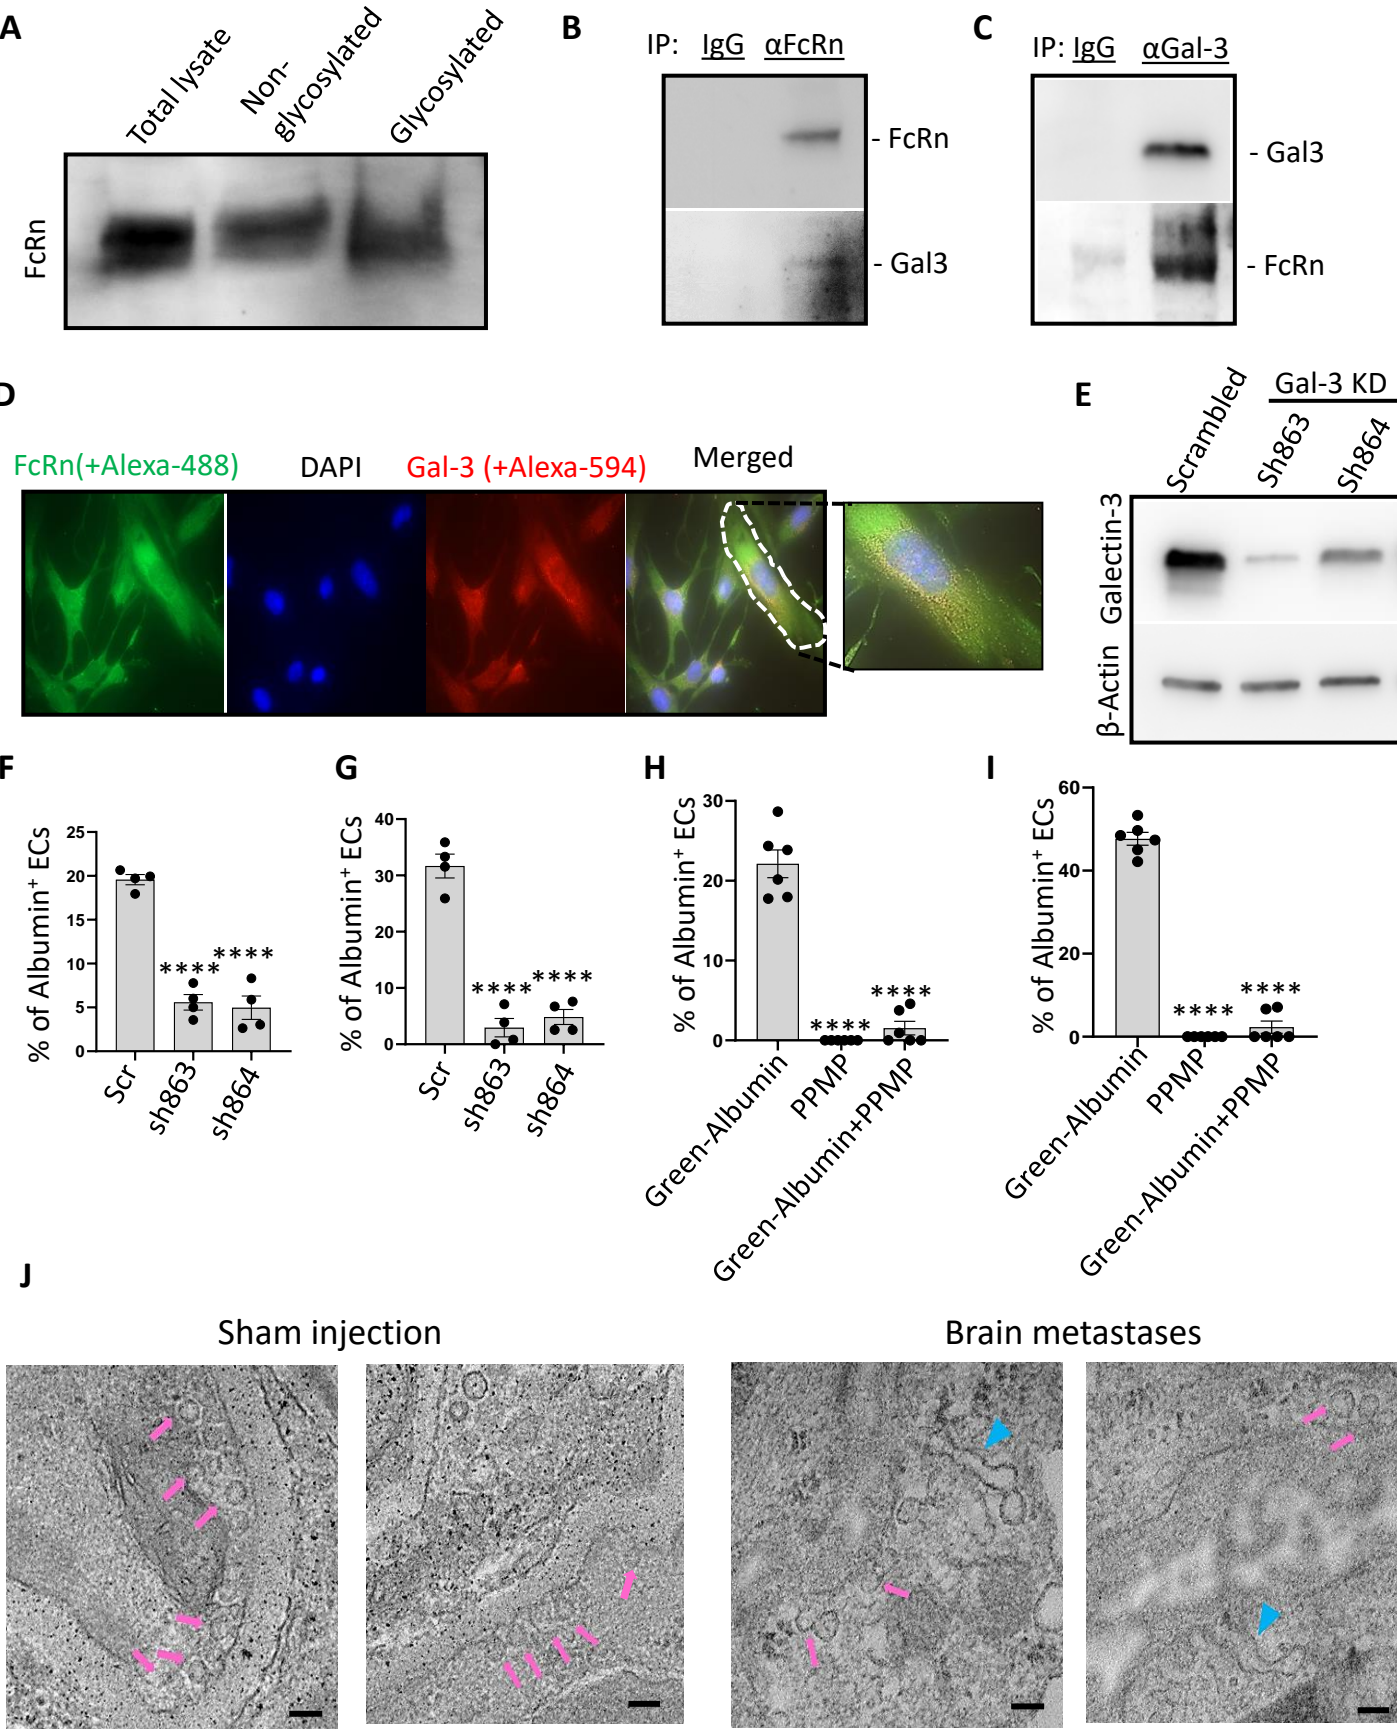 A
Total lysate
Non-
glycosylated
Glycosylated
FcRn
B
IP: IgG αFcRn
- FcRn
- Gal3
C
IP: IgG αGal-3
- Gal3
- FcRn
D
FcRn(+Alexa-488)
DAPI
Gal-3 (+Alexa-594)
Merged
E
Scrambled
Gal-3 KD
Sh863
Sh864
Galectin-3
β-Actin
F
% of Albumin+ ECs
25
20
15
10
5
0
****
****
Scr
sh863
sh864
G
% of Albumin+ ECs
40
30
20
10
0
****
****
Scr
sh863
sh864
H
% of Albumin+ ECs
30
20
10
0
****
****
Green-Albumin
PPMP
Green-Albumin+PPMP
I
% of Albumin+ ECs
60
40
20
0
****
****
Green-Albumin
PPMP
Green-Albumin+PPMP
J
Sham injection
Brain metastases